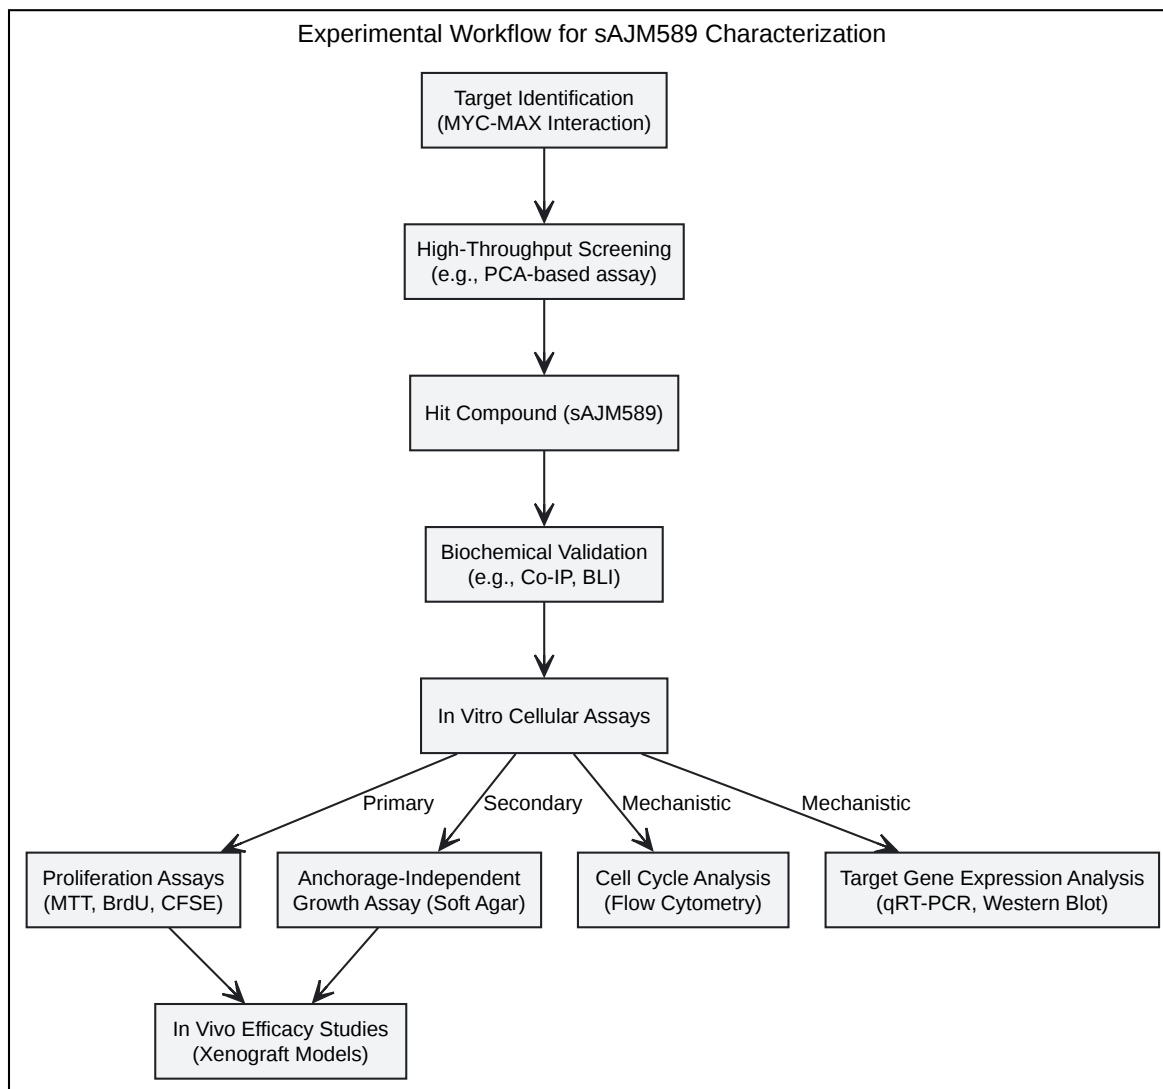 Experimental Workflow for sAJM589 Characterization
Target Identification
(MYC-MAX Interaction)
High-Throughput Screening
(e.g., PCA-based assay)
Hit Compound (sAJM589)
Biochemical Validation
(e.g., Co-IP, BLI)
In Vitro Cellular Assays
Primary
Secondary
Mechanistic
Mechanistic
Proliferation Assays
(MTT, BrdU, CFSE)
Anchorage-Independent
Growth Assay (Soft Agar)
Cell Cycle Analysis
(Flow Cytometry)
Target Gene Expression Analysis
(qRT-PCR, Western Blot)
In Vivo Efficacy Studies
(Xenograft Models)